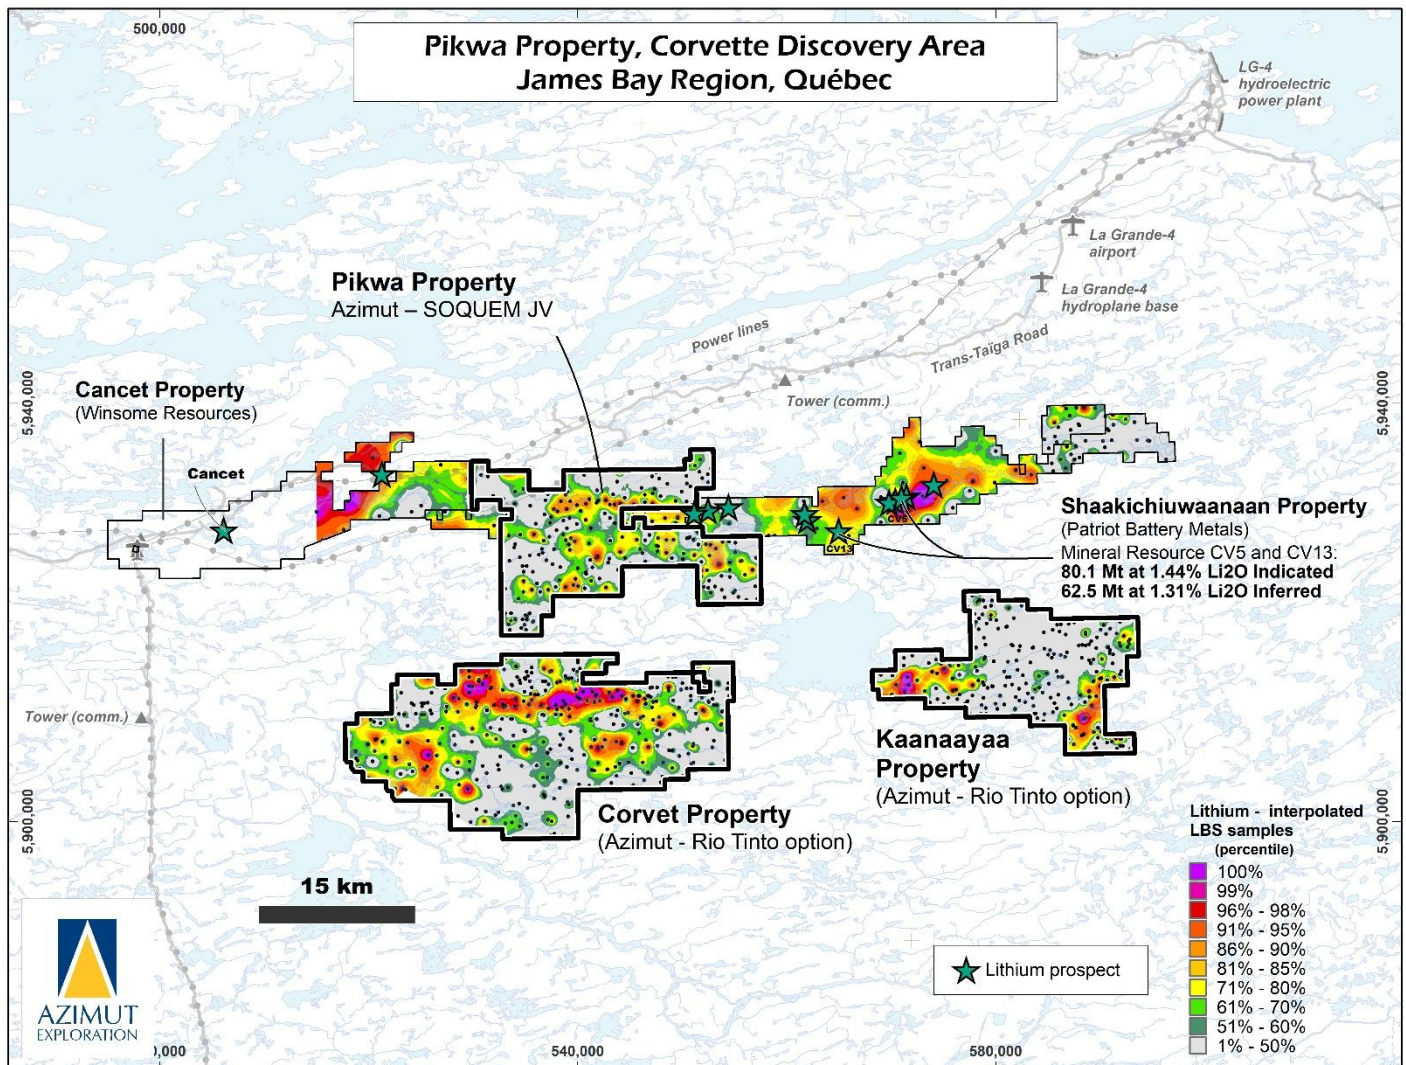 500,000
Pikwa Property, Corvette Discovery Area
James Bay Region, Québec
LG-4
hydroelectric
power plant
La Grande-4
airport
La Grande-4
hydroplane base
Pikwa Property
Azimut – SOQUEM JV
Power lines
Trans-Taïga Road
Tower (comm.)
5,940,000
5,940,000
Cancet Property
(Winsome Resources)
Cancet
CV5
CV13
Shaakichiuwaanaan Property
(Patriot Battery Metals)
Mineral Resource CV5 and CV13:
80.1 Mt at 1.44% Li2O Indicated
62.5 Mt at 1.31% Li2O Inferred
Tower (comm.)
Kaanaayaa
Property
(Azimut - Rio Tinto option)
Corvet Property
(Azimut - Rio Tinto option)
5,900,000
5,900,000
15 km
Lithium - interpolated
LBS samples
(percentile)
100%
99%
96% - 98%
91% - 95%
86% - 90%
81% - 85%
71% - 80%
61% - 70%
51% - 60%
1% - 50%
Lithium prospect
AZIMUT
EXPLORATION
0,000
540,000
580,000